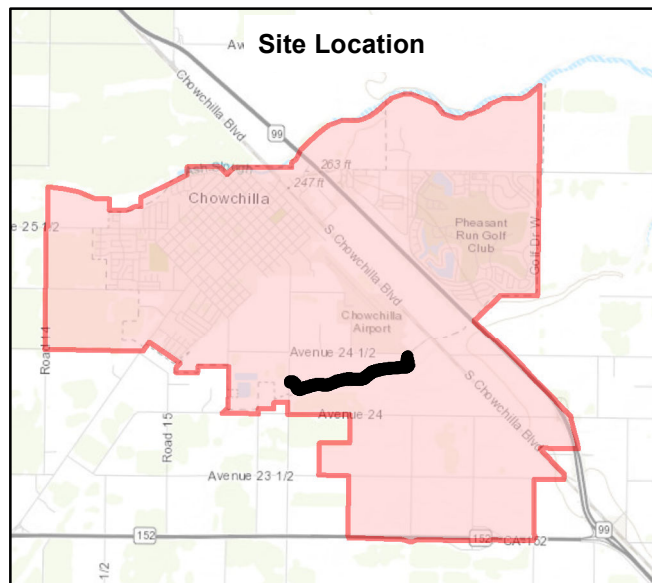 Av
Site Location
Chowchilla Blvd
99
263 ft
247 ft
Chowchilla
Pheasant
Run Golf
Club
Golf Dr W
e 25 1/2
S Chowchilla Blvd
Chowchilla
Airport
Avenue 24 1/2
Road 14
S Chowchilla Blvd
Avenue 24
Road 15
Avenue 23 1/2
152
152
CA-152
99
1/2